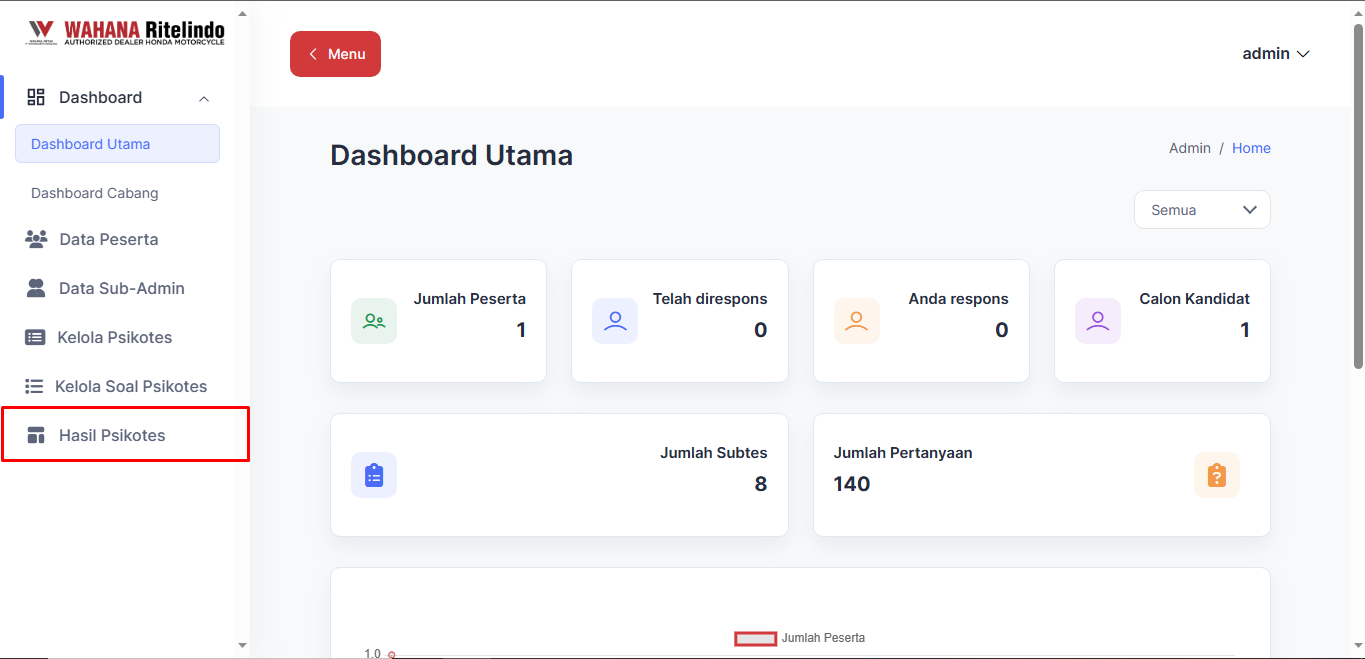 WAHANA Ritelindo
AUTHORIZED DEALER HONDA MOTORCYCLE
Menu
admin
Dashboard
Dashboard Utama
Dashboard Cabang
Data Peserta
Data Sub-Admin
Kelola Psikotes
Kelola Soal Psikotes
Hasil Psikotes
Dashboard Utama
Admin / Home
Semua
Jumlah Peserta
1
Telah direspons
0
Anda respons
0
Calon Kandidat
1
Jumlah Subtes
8
Jumlah Pertanyaan
140
Jumlah Peserta
1.0